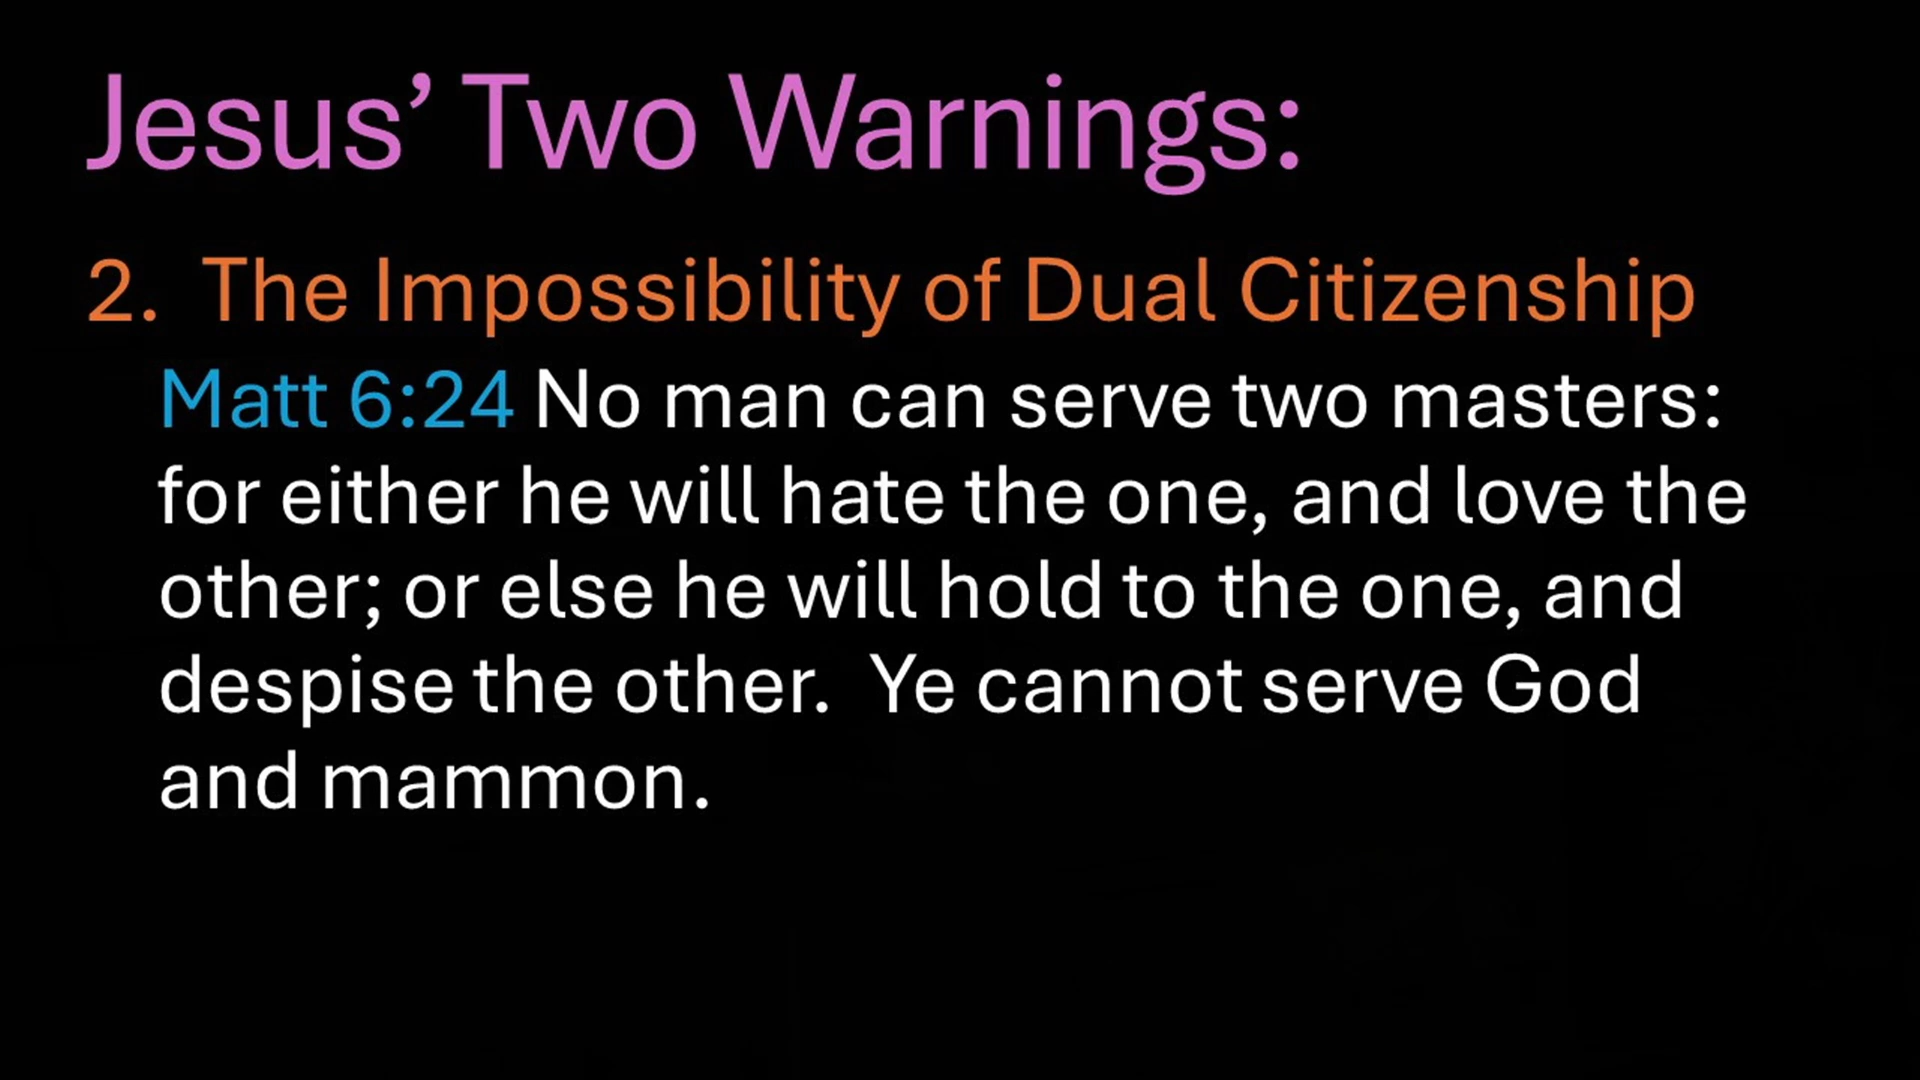 Jesus’ Two Warnings:
2. The Impossibility of Dual Citizenship
Matt 6:24 No man can serve two masters:
for either he will hate the one, and love the
other; or else he will hold to the one, and
despise the other.  Ye cannot serve God
and mammon.